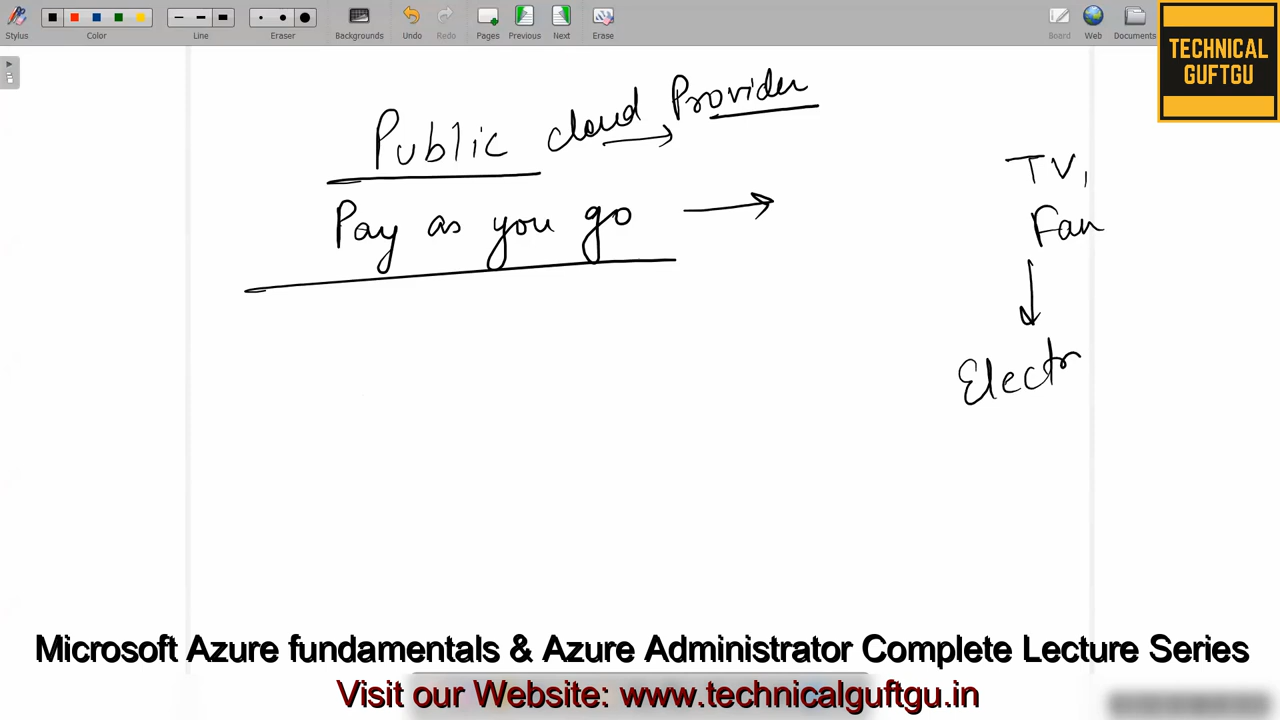 Stylus Color Line Eraser Backgrounds Undo Redo Pages Previous Next Erase Board Web Documents
TECHNICAL
GUFTGU
Public cloud Provider
Pay as you go
TV,
Fan
Electr
Microsoft Azure fundamentals & Azure Administrator Complete Lecture Series
Visit our Website: www.technicalguftgu.in